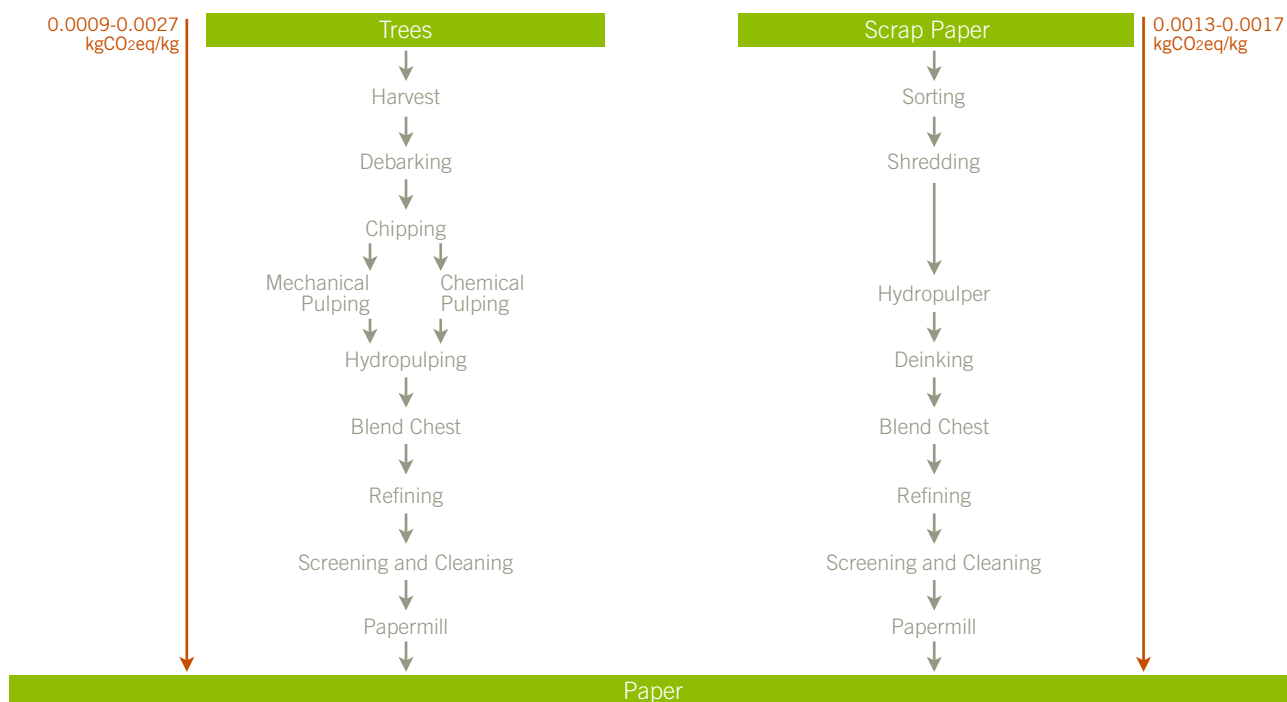 0.0009-0.0027
kgCO2eq/kg
Trees
Harvest
Debarking
Chipping
Mechanical
Pulping
Chemical
Pulping
Hydropulping
Blend Chest
Refining
Screening and Cleaning
Papermill
Scrap Paper
0.0013-0.0017
kgCO2eq/kg
Sorting
Shredding
Hydropulper
Deinking
Blend Chest
Refining
Screening and Cleaning
Papermill
Paper